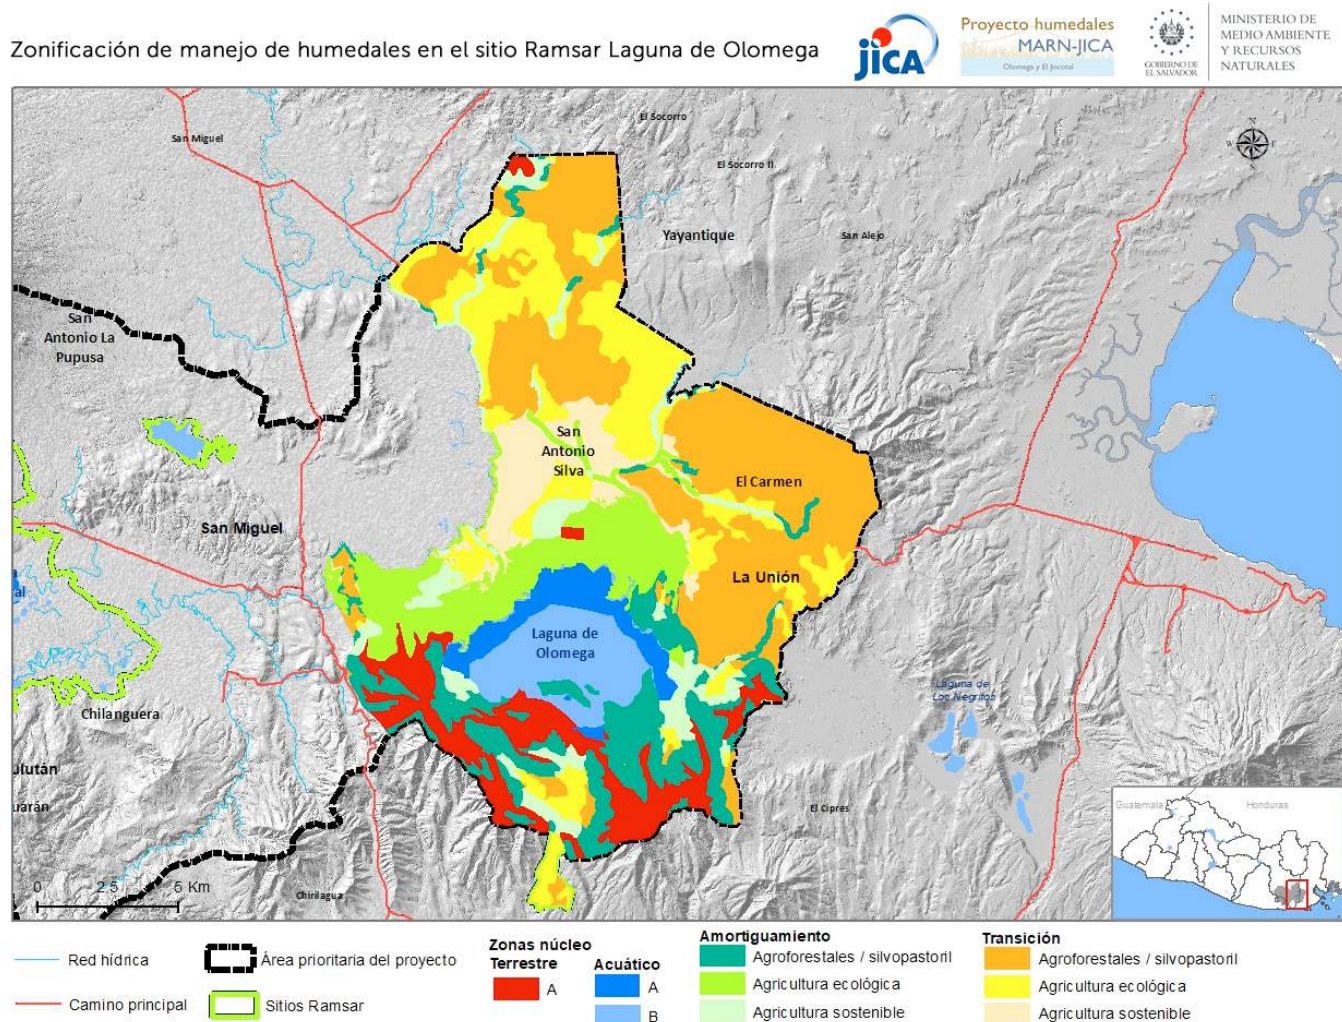 Zonificación de manejo de humedales en el sitio Ramsar Laguna de Olomega
jica
Proyecto humedales
MARN-JICA
Olomega y El Jocotal
GOBIERNO DE
EL SALVADOR
MINISTERIO DE
MEDIO AMBIENTE
Y RECURSOS
NATURALES
El Socorro
San Miguel
N
W
E
S
El Socorro II
Yayantique
San Alejo
San
Antonio La
Pupusa
San
Antonio
Silva
El Carmen
San Miguel
La Unión
al
Laguna de
Olomega
Laguna de
Los Negritos
Chilanguera
ulután
uarán
El Cipres
Guatemala
Honduras
0 2.5 5 Km
Chirilagua
Red hídrica
Camino principal
Área prioritaria del proyecto
Sitios Ramsar
Zonas núcleo
Terrestre
A
Acuático
A
B
Amortiguamiento
Agroforestales / silvopastoril
Agricultura ecológica
Agricultura sostenible
Transición
Agroforestales / silvopastoril
Agricultura ecológica
Agricultura sostenible